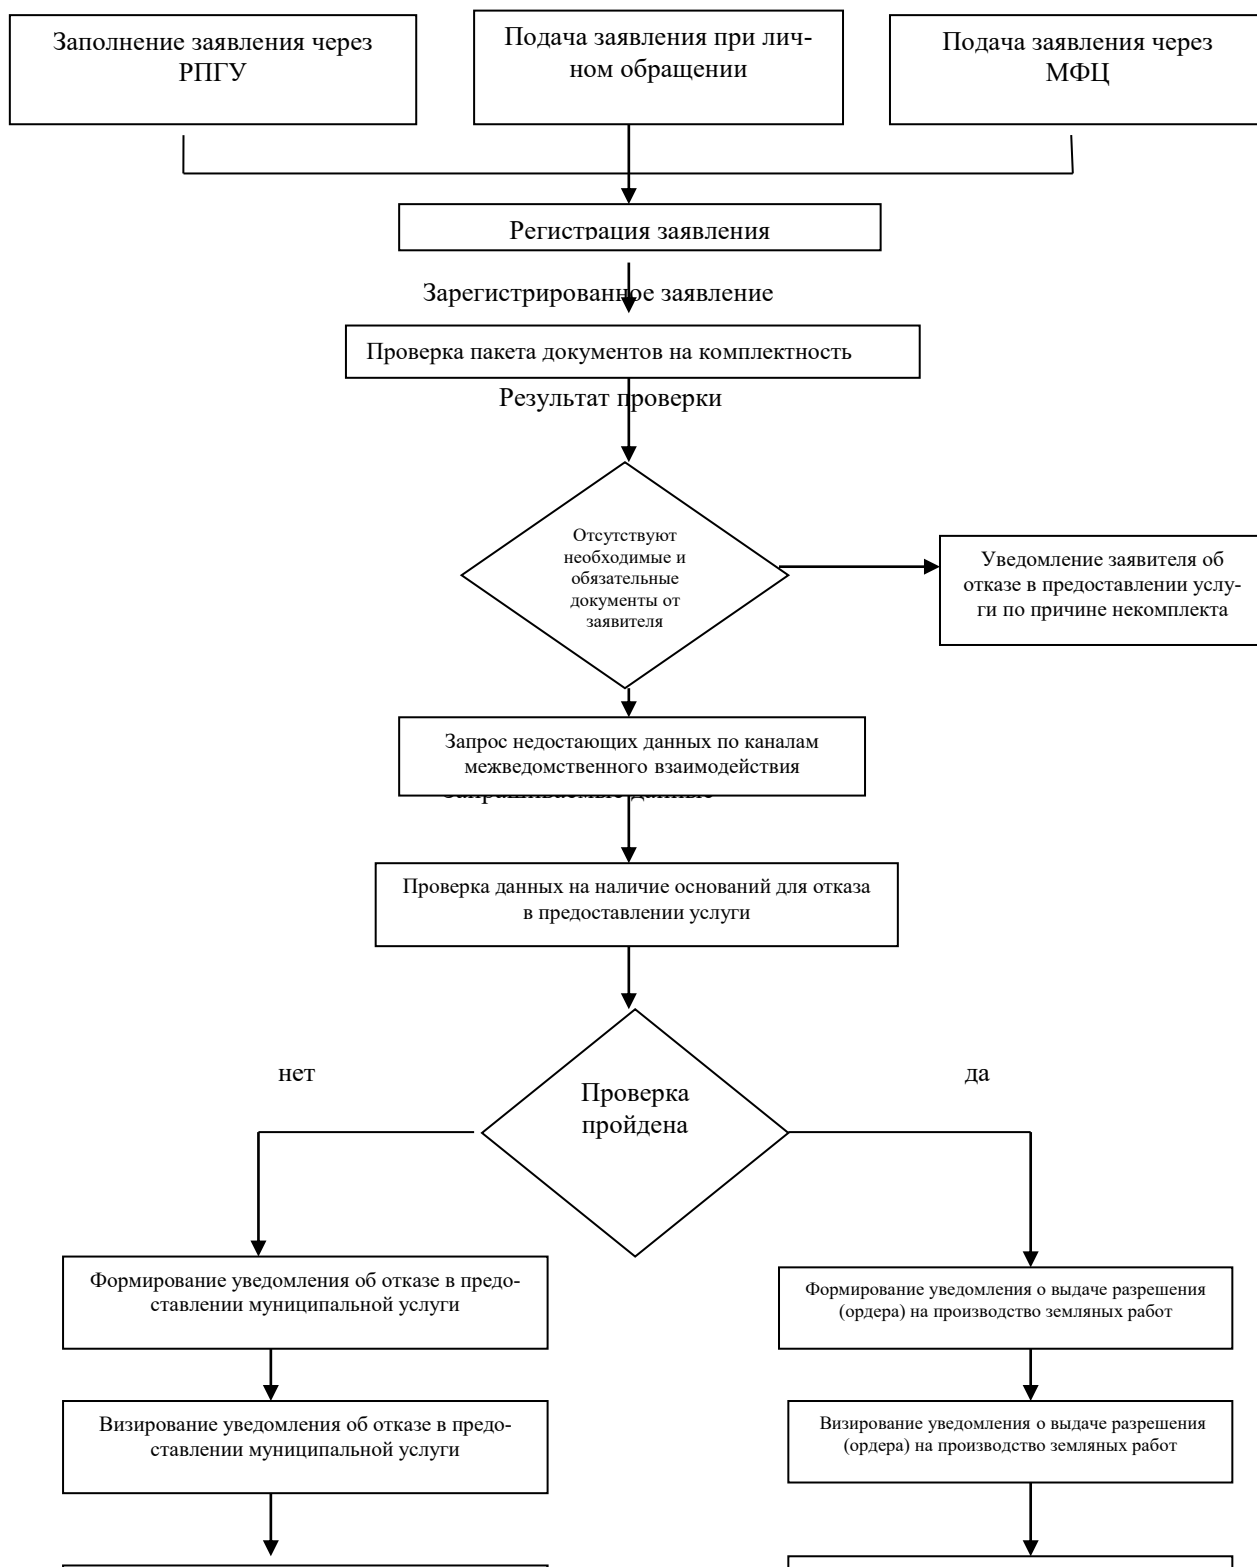 Заполнение заявления через
РПГУ
Подача заявления при лич-
ном обращении
Подача заявления через
МФЦ
Регистрация заявления
Зарегистрированное заявление
Проверка пакета документов на комплектность
Результат проверки
Отсутствуют
необходимые и
обязательные
документы от
заявителя
Уведомление заявителя об
отказе в предоставлении услу-
ги по причине некомплекта
Запрос недостающих данных по каналам
межведомственного взаимодействия
Запрашиваемые данные
Проверка данных на наличие оснований для отказа
в предоставлении услуги
нет
да
Проверка
пройдена
Формирование уведомления об отказе в предо-
ставлении муниципальной услуги
Формирование уведомления о выдаче разрешения
(ордера) на производство земляных работ
Визирование уведомления об отказе в предо-
ставлении муниципальной услуги
Визирование уведомления о выдаче разрешения
(ордера) на производство земляных работ